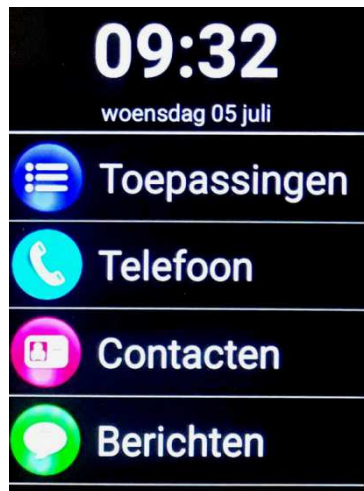 09:32
woensdag 05 juli
Toepassingen
Telefoon
Contacten
Berichten